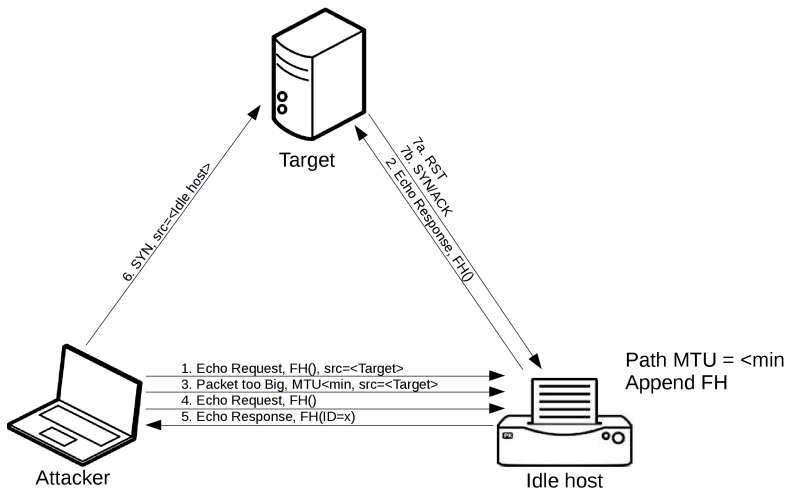 Target
7a. RST
7b. SYN/ACK
2. Echo Response, FH()
6. SYN, src=<Idle host>
1. Echo Request, FH(), src=<Target>
3. Packet too Big, MTU<min, src=<Target>
4. Echo Request, FH()
5. Echo Response, FH(ID=x)
Path MTU = <min
Append FH
Attacker
Idle host